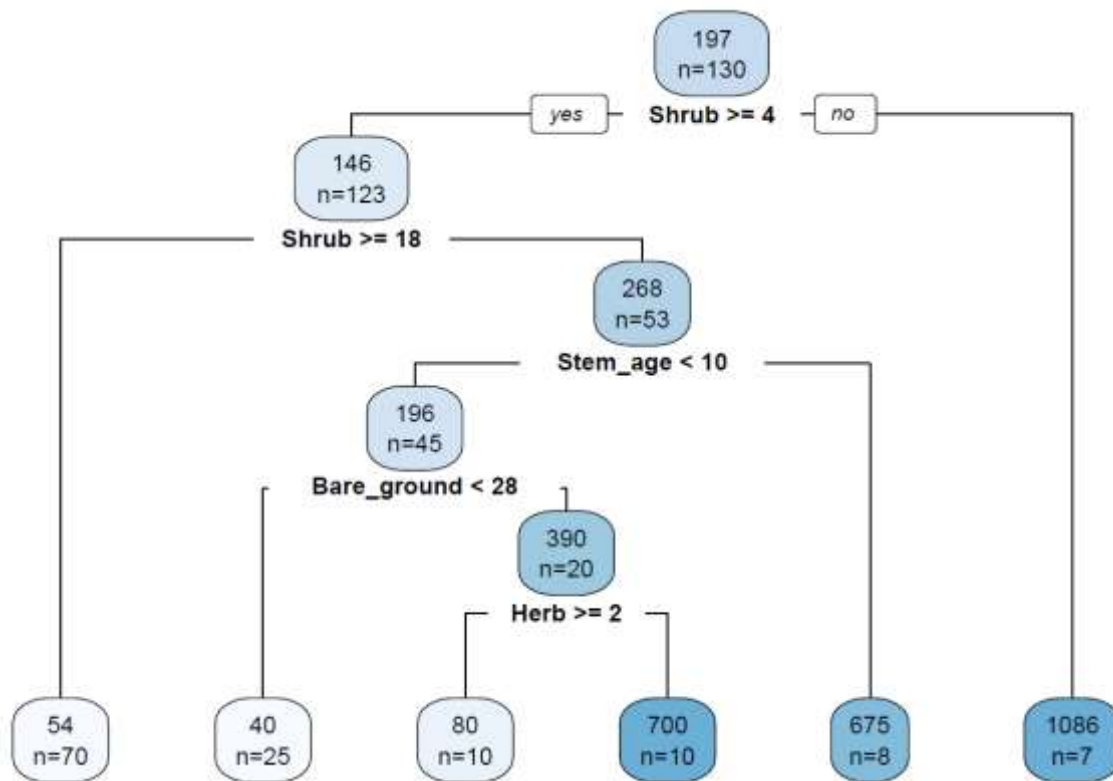 197
n=130
yes
Shrub >= 4
no
146
n=123
Shrub >= 18
268
n=53
Stem_age < 10
196
n=45
Bare_ground < 28
390
n=20
Herb >= 2
54
n=70
40
n=25
80
n=10
700
n=10
675
n=8
1086
n=7